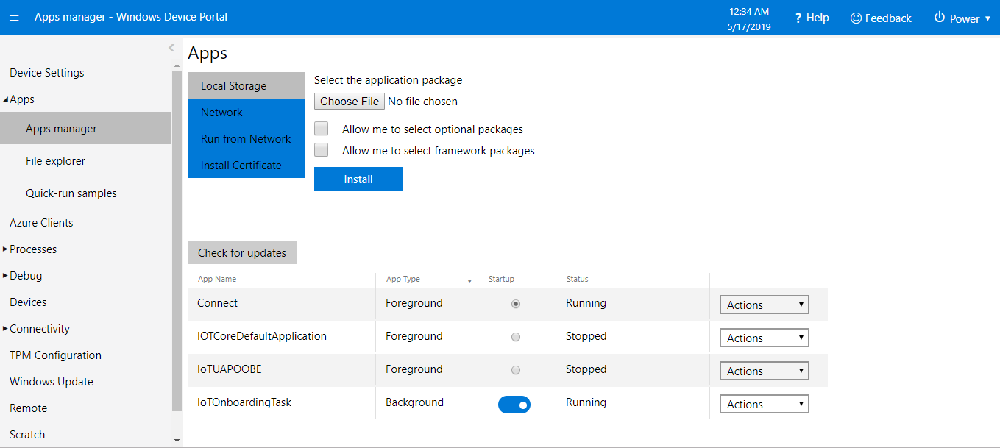 Apps manager - Windows Device Portal
12:34 AM
5/17/2019
? Help
Feedback
Power
Device Settings
Apps
Apps manager
File explorer
Quick-run samples
Azure Clients
Processes
Debug
Devices
Connectivity
TPM Configuration
Windows Update
Remote
Scratch
Apps
Local Storage
Network
Run from Network
Install Certificate
Select the application package
Choose File No file chosen
Allow me to select optional packages
Allow me to select framework packages
Install
Check for updates
App Name App Type Startup Status
Connect Foreground Running Actions
IOTCoreDefaultApplication Foreground Stopped Actions
IoTUAPOOBE Foreground Stopped Actions
IoTOnboardingTask Background Running Actions